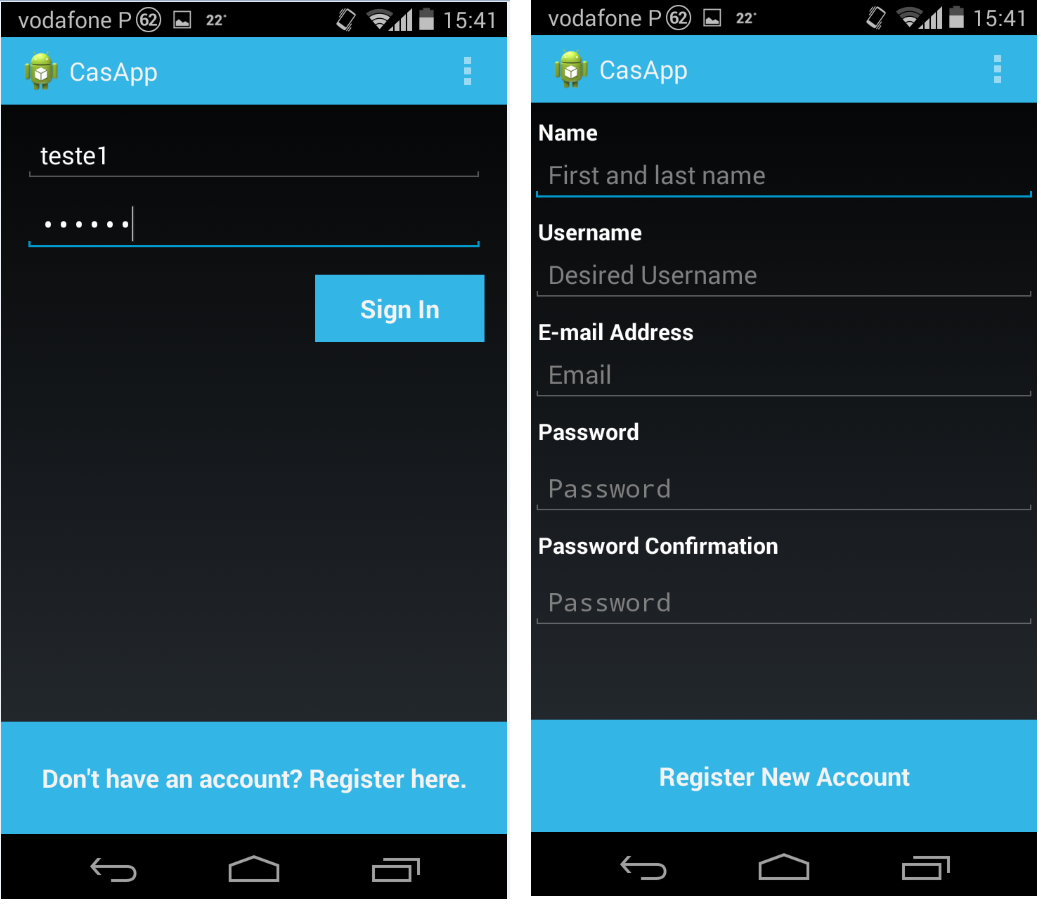 vodafone P 62 22° 15:41
CasApp
teste1
••••••
Sign In
Don't have an account? Register here.
vodafone P 62 22° 15:41
CasApp
Name
First and last name
Username
Desired Username
E-mail Address
Email
Password
Password
Password Confirmation
Password
Register New Account